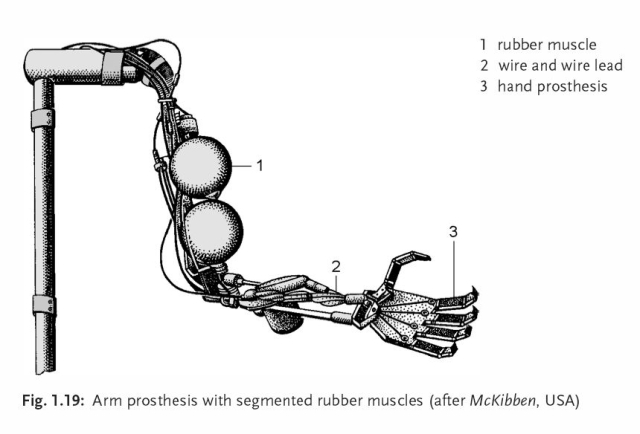 1 rubber muscle
2 wire and wire lead
3 hand prosthesis
1
3
2
Fig. 1.19: Arm prosthesis with segmented rubber muscles (after McKibben, USA)